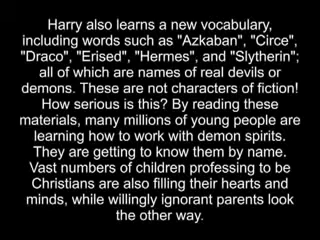 Harry also learns a new vocabulary,
including words such as "Azkaban", "Circe",
"Draco", "Erised", "Hermes", and "Slytherin";
all of which are names of real devils or
demons. These are not characters of fiction!
How serious is this? By reading these
materials, many millions of young people are
learning how to work with demon spirits.
They are getting to know them by name.
Vast numbers of children professing to be
Christians are also filling their hearts and
minds, while willingly ignorant parents look
the other way.